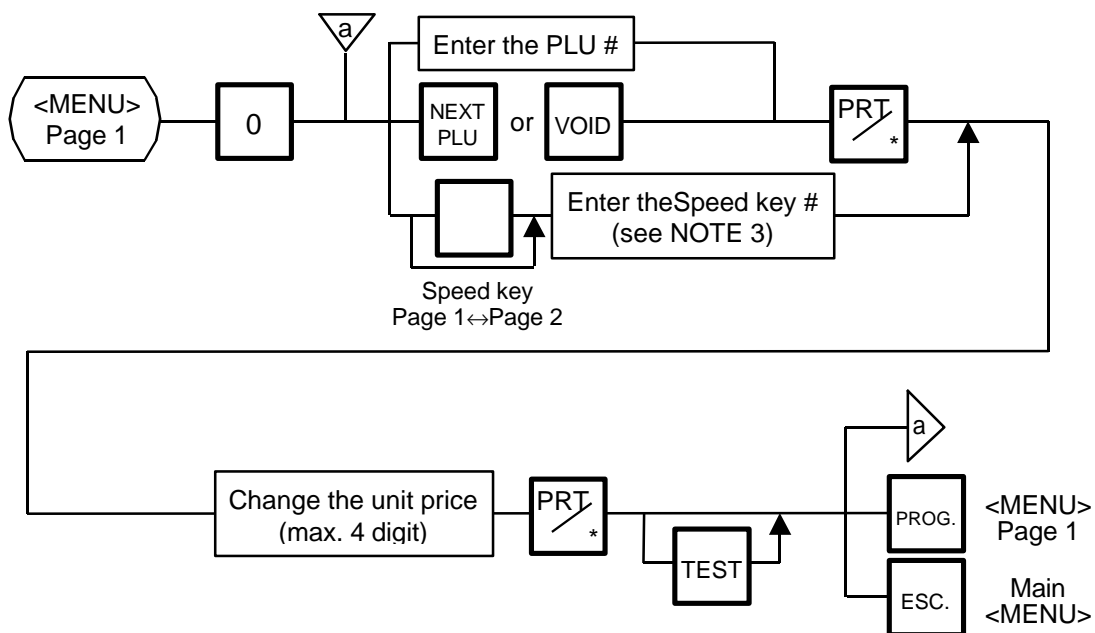 a
Enter the PLU #
<MENU>
Page 1
0
NEXT
PLU
or
VOID
PRT
*
Enter theSpeed key #
(see NOTE 3)
Speed key
Page 1↔Page 2
a
Change the unit price
(max. 4 digit)
PRT
*
TEST
PROG.
<MENU>
Page 1
ESC.
Main
<MENU>